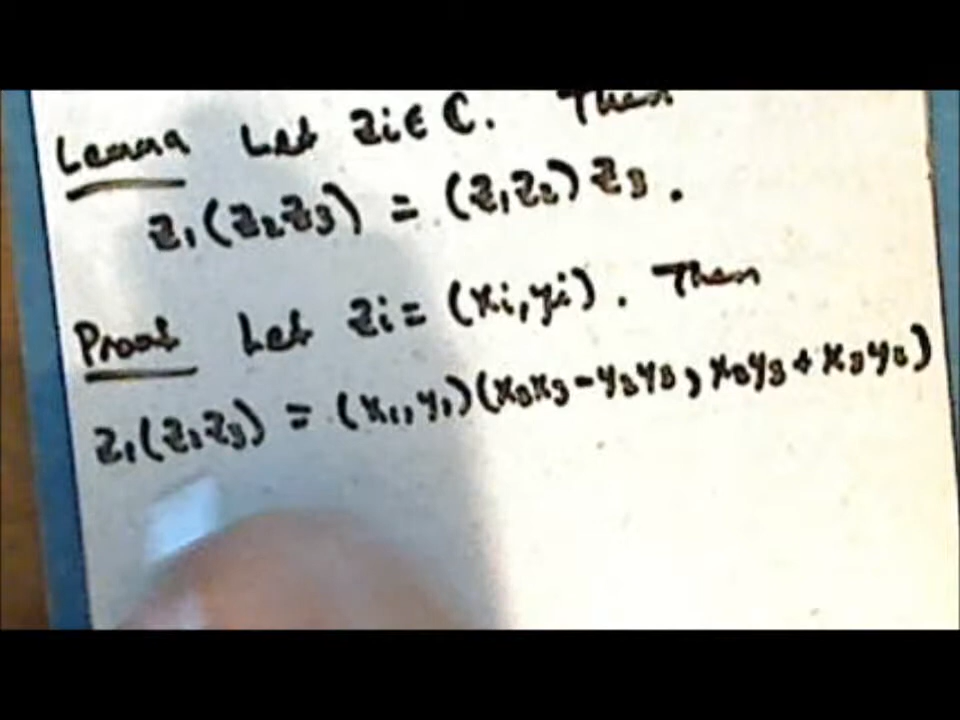 Lemma Let zi ∈ C. Then
z₁(z₂z₃) = (z₁z₂)z₃.
Proof Let zi = (xi, yi). Then
z₁(z₂z₃) = (x₁, y₁)(x₂x₃ - y₂y₃, x₂y₃ + x₃y₂)